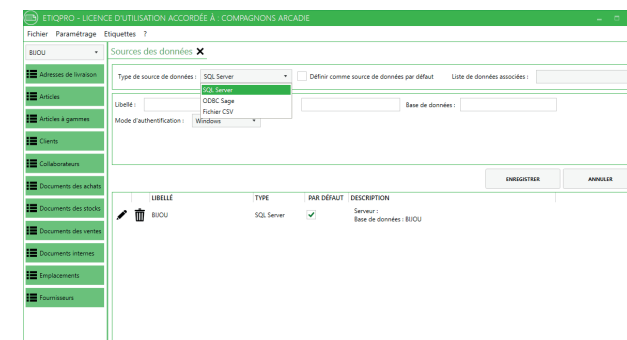 ETIQPRO - LICENCE D'UTILISATION ACCORDÉE À : COMPAGNONS ARCADIE
Fichier Paramétrage Etiquettes ?
BIJOU
Sources des données
Adresses de livraison
Articles
Articles à gammes
Clients
Collaborateurs
Documents des achats
Documents des stocks
Documents des ventes
Documents internes
Emplacements
Fournisseurs
Type de source de données : SQL Server Définir comme source de données par défaut Liste de données associées :
SQL Server
ODBC Sage
Fichier CSV
Libellé : Base de données :
Mode d'authentification : Windows
ENREGISTRER ANNULER
LIBELLÉ TYPE PAR DÉFAUT DESCRIPTION
BIJOU SQL Server Serveur :
Base de données : BIJOU